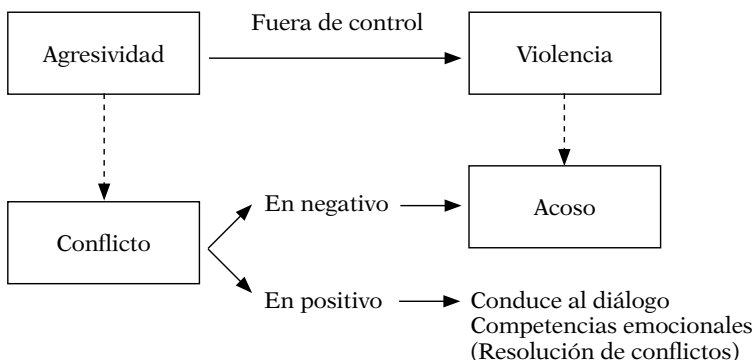 Fuera de control
Agresividad
Violencia
En negativo
Acoso
Conflicto
En positivo
Conduce al diálogo
Competencias emocionales
(Resolución de conflictos)